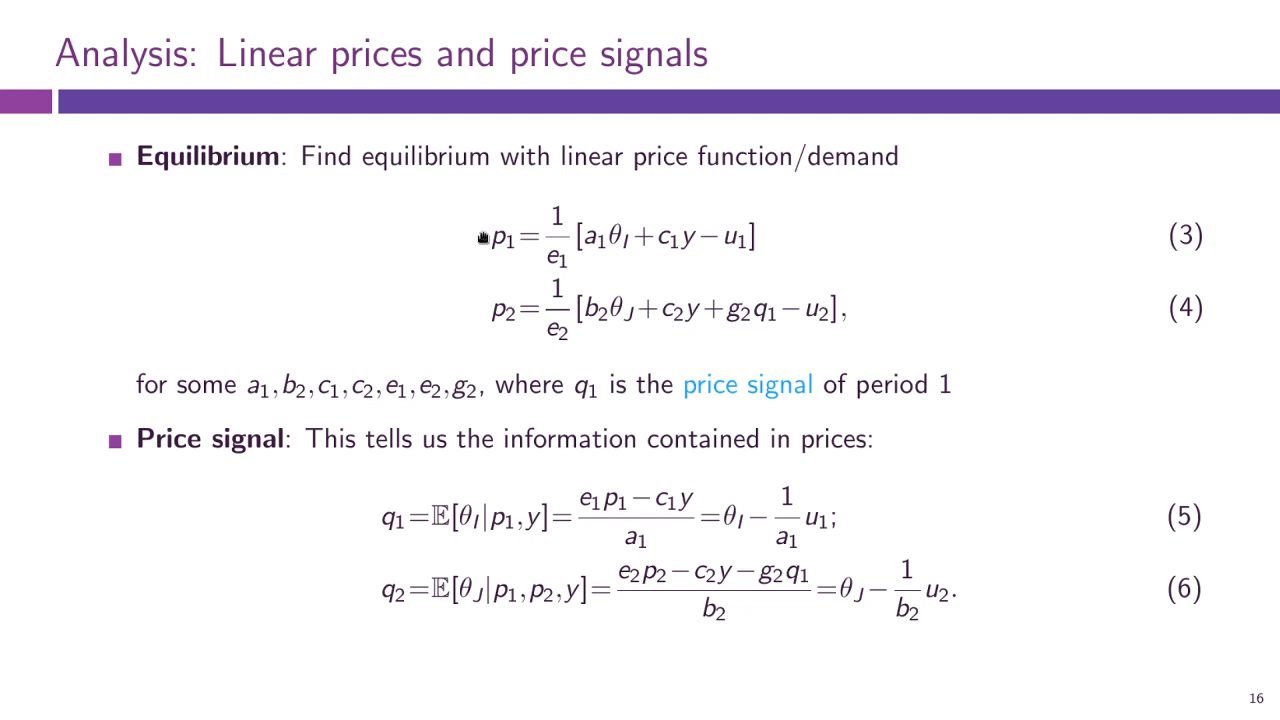 Analysis: Linear prices and price signals
Equilibrium: Find equilibrium with linear price function/demand
p₁ = 1/e₁ [a₁θ_I + c₁y − u₁] (3)
p₂ = 1/e₂ [b₂θ_J + c₂y + g₂q₁ − u₂], (4)
for some a₁, b₂, c₁, c₂, e₁, e₂, g₂, where q₁ is the price signal of period 1
Price signal: This tells us the information contained in prices:
q₁ = 𝔼[θ_I|p₁, y] = (e₁p₁ − c₁y)/a₁ = θ_I − 1/a₁ u₁; (5)
q₂ = 𝔼[θ_J|p₁, p₂, y] = (e₂p₂ − c₂y − g₂q₁)/b₂ = θ_J − 1/b₂ u₂. (6)
16